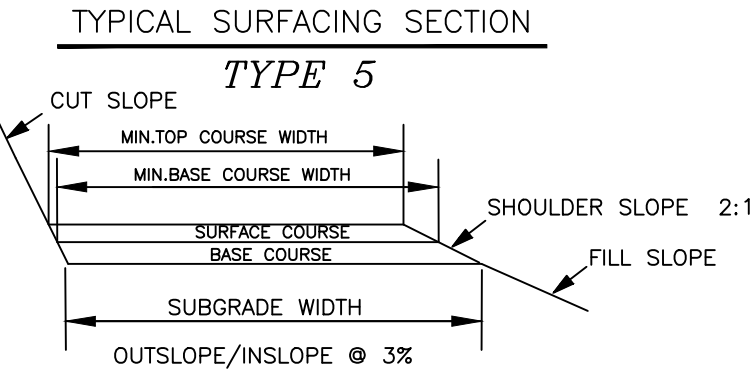 TYPICAL SURFACING SECTION
TYPE 5
CUT SLOPE
MIN.TOP COURSE WIDTH
MIN.BASE COURSE WIDTH
SHOULDER SLOPE 2:1
SURFACE COURSE
BASE COURSE
FILL SLOPE
SUBGRADE WIDTH
OUTSLOPE/INSLOPE @ 3%